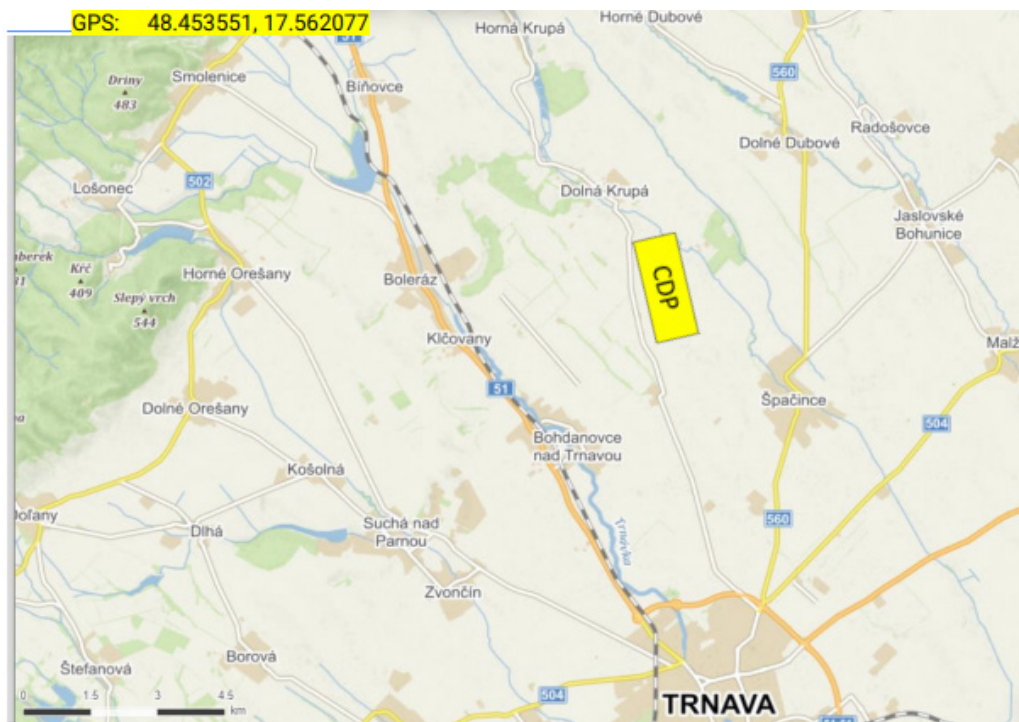 GPS: 48.453551, 17.562077
51
Horná Krupá
Horné Dubové
Driny
483
Smolenice
Bíňovce
560
Radošovce
Dolné Dubové
502
Lošonec
Dolná Krupá
Jaslovské
Bohunice
berek
Kŕč
409
Horné Orešany
Boleráz
CDP
Slepý vrch
544
Klčovany
Malž
51
Špačince
Dolné Orešany
504
Bohdanovce
nad Trnavou
Košolná
Dlhá
Suchá nad
Parnou
560
Trnávka
Zvončín
Štefanová
Borová
0 1.5 3 4.5
km
504
TRNAVA